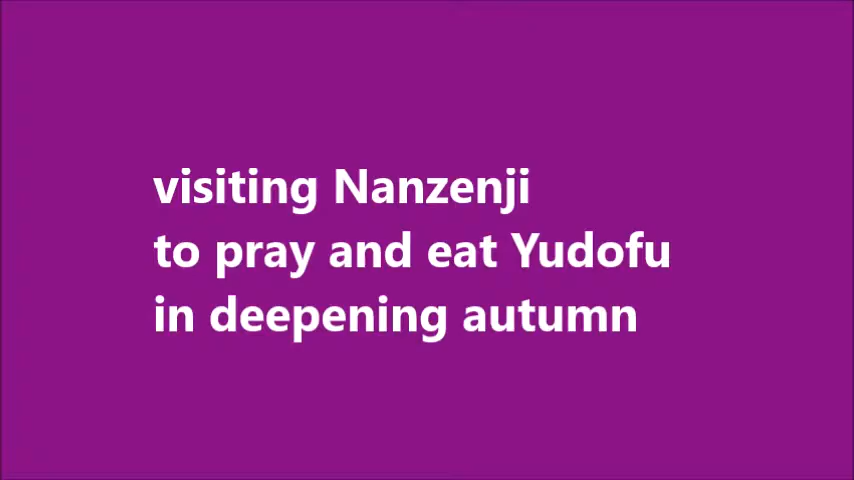 visiting Nanzenji
to pray and eat Yudofu
in deepening autumn